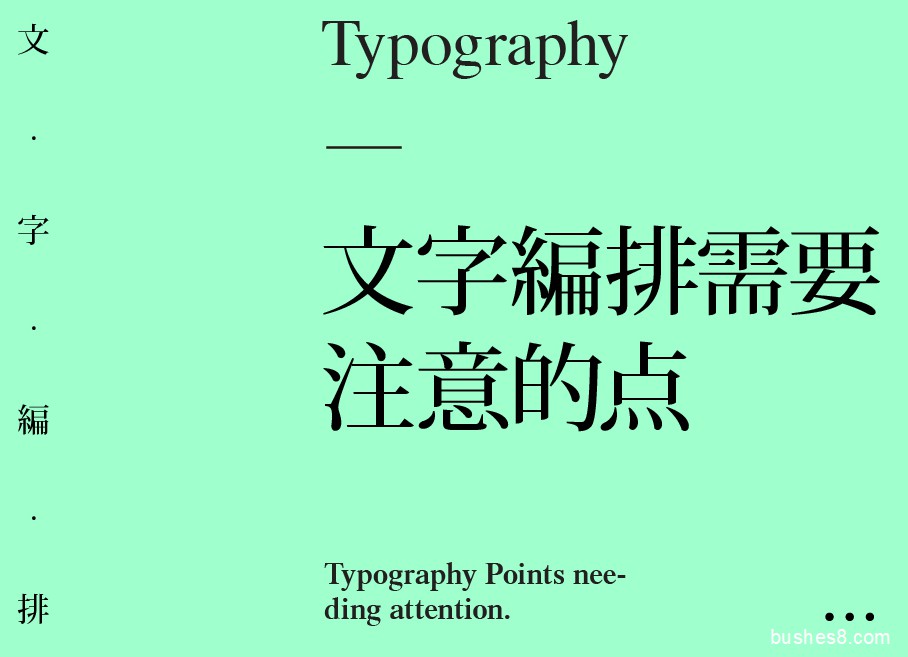 文·字·編·排
Typography
文字編排需要
注意的点
Typography Points nee-
ding attention.
...
bushes8.com